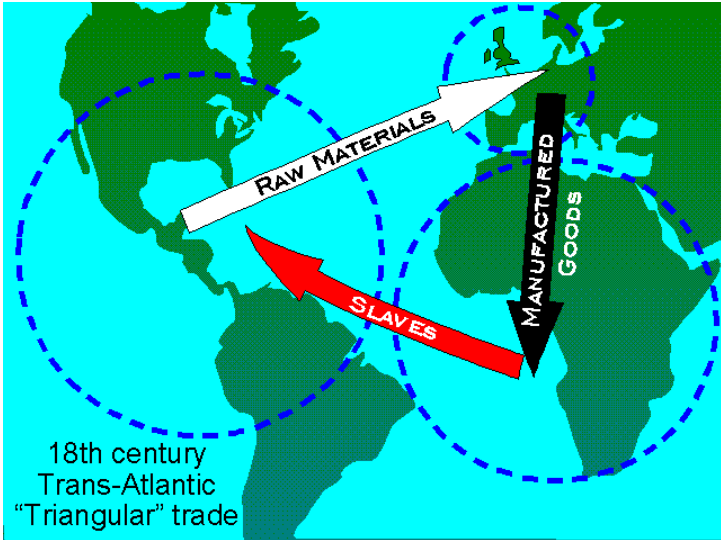 RAW MATERIALS
MANUFACTURED
GOODS
SLAVES
18th century
Trans-Atlantic
“Triangular” trade